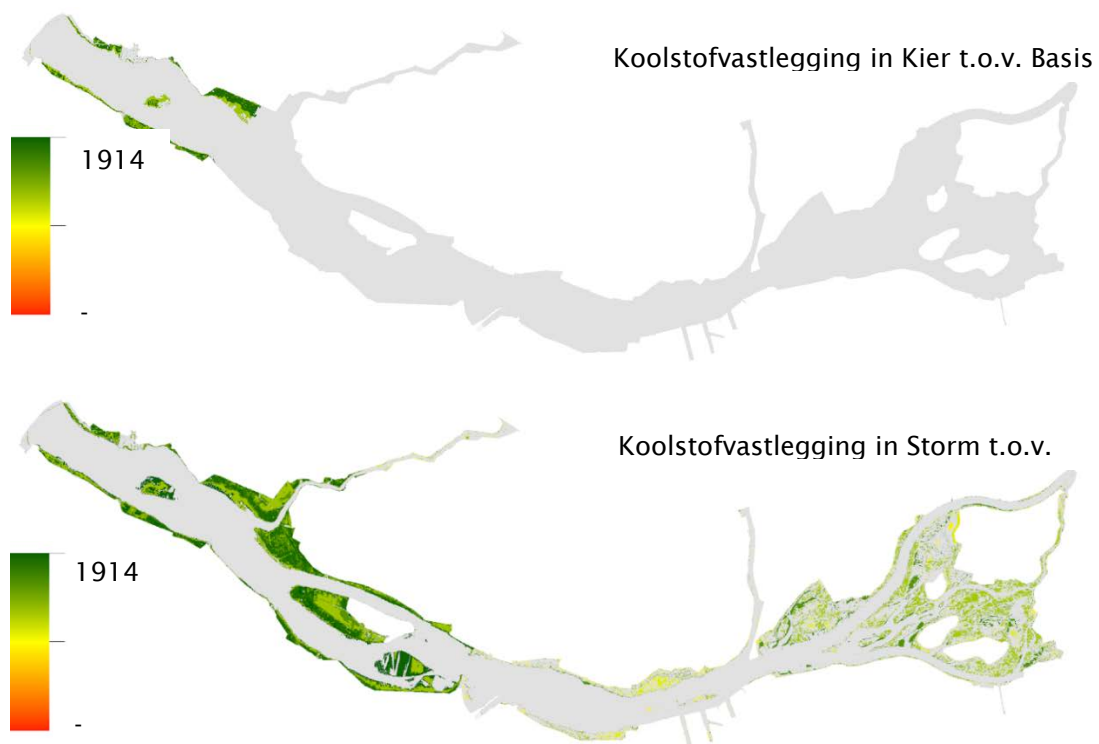 Koolstofvastlegging in Kier t.o.v. Basis
1914
-
Koolstofvastlegging in Storm t.o.v.
1914
-